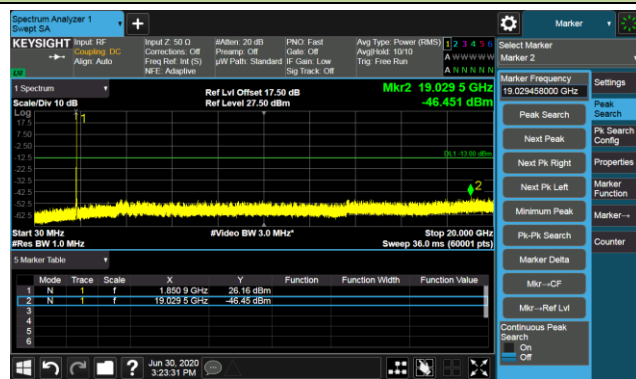 Spectrum Analyzer 1
Swept SA
Marker
KEYSIGHT
Input: RF
Coupling: DC
Align: Auto
Input Z: 50 Ω
Corrections: Off
Freq Ref: Int (S)
NFE: Adaptive
#Atten: 20 dB
Preamp: Off
µW Path: Standard
PNO: Fast
Gate: Off
IF Gain: Low
Sig Track: Off
Avg Type: Power (RMS)
Avg|Hold: 10/10
Trig: Free Run
1 2 3 4 5 6
A W W W W W
A N N N N N
Select Marker
Marker 2
1 Spectrum
Scale/Div 10 dB
Ref Lvl Offset 17.50 dB
Ref Level 27.50 dBm
Mkr2 19.029 5 GHz
-46.451 dBm
Log
17.5
7.50
-2.50
-12.5
-22.5
-32.5
-42.5
-52.5
-62.5
1
DL1 -13.00 dBm
2
Start 30 MHz
#Res BW 1.0 MHz
#Video BW 3.0 MHz*
Stop 20.000 GHz
Sweep 36.0 ms (60001 pts)
5 Marker Table
Mode Trace Scale X Y Function Function Width Function Value
1 N 1 f 1.850 9 GHz 26.16 dBm
2 N 1 f 19.029 5 GHz -46.45 dBm
3
4
5
6
Marker Frequency
19.029458000 GHz
Peak Search
Next Peak
Next Pk Right
Next Pk Left
Minimum Peak
Pk-Pk Search
Marker Delta
Mkr→CF
Mkr→Ref Lvl
Continuous Peak
Search
On
Off
Settings
Peak
Search
Pk Search
Config
Properties
Marker
Function
Marker→
Counter
?
Jun 30, 2020
3:23:31 PM